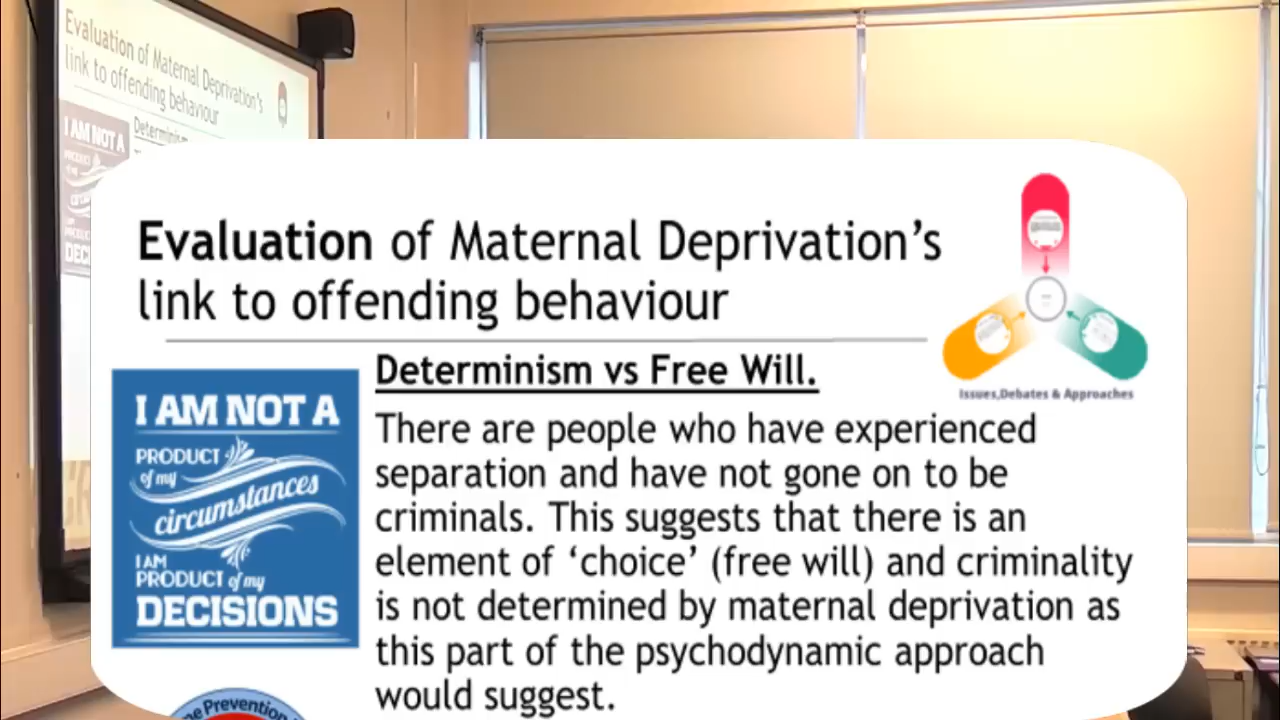 Evaluation of Maternal Deprivation's
link to offending behaviour
I AM NOT A
PRODUCT
DECI
Determinism
Evaluation of Maternal Deprivation's
link to offending behaviour
Issues,Debates & Approaches
Determinism vs Free Will.
There are people who have experienced
separation and have not gone on to be
criminals. This suggests that there is an
element of ‘choice’ (free will) and criminality
is not determined by maternal deprivation as
this part of the psychodynamic approach
would suggest.
I AM NOT A
PRODUCT
of my
circumstances
I AM
PRODUCT of my
DECISIONS
Prevention